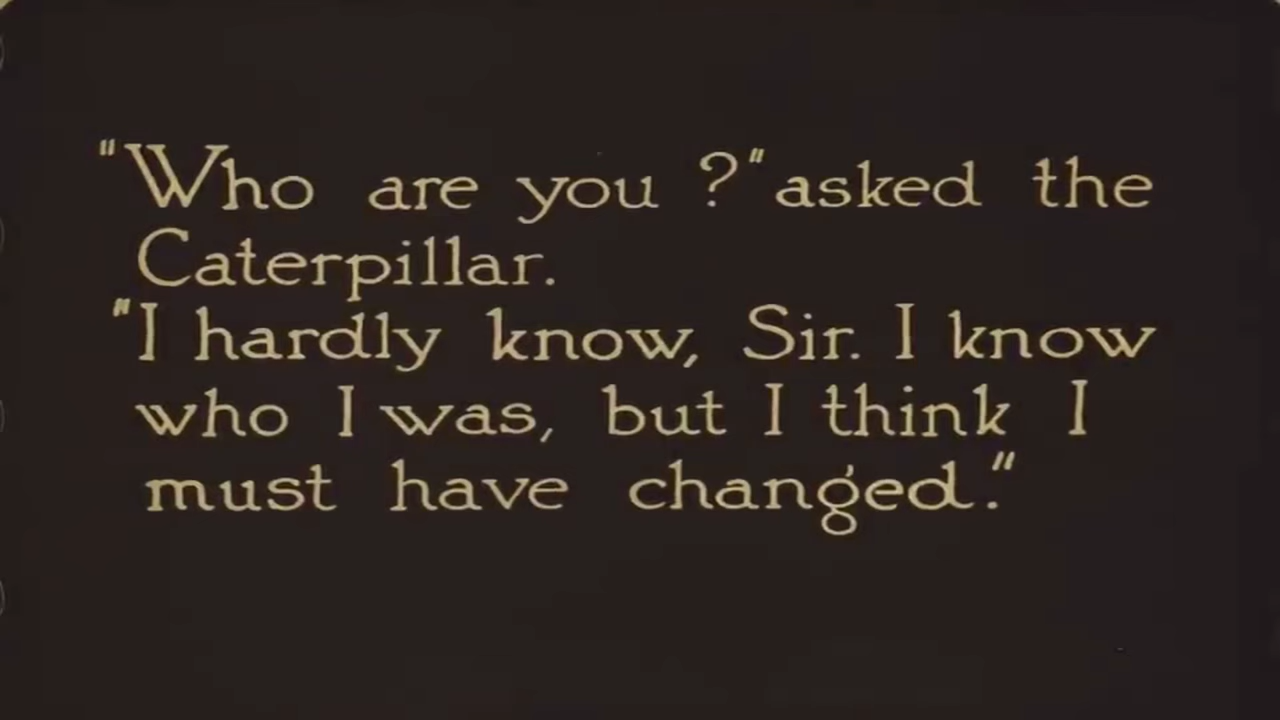 "Who are you ?" asked the
Caterpillar.
"I hardly know, Sir. I know
who I was, but I think I
must have changed."